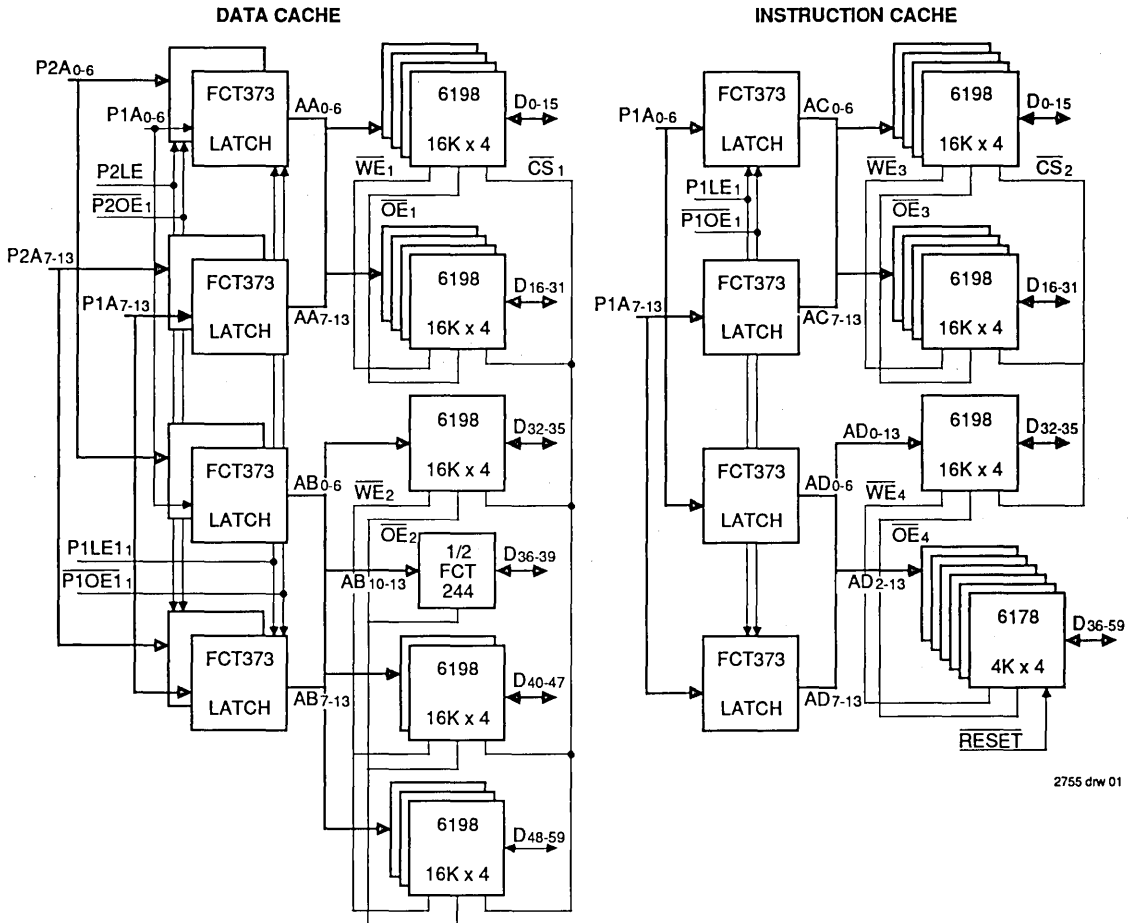 DATA CACHE
P2A0-6
P1A0-6
P2LE
P2OE1
P2A7-13
P1A7-13
P1LE11
P1OE11
FCT373
LATCH
FCT373
LATCH
FCT373
LATCH
FCT373
LATCH
AA0-6
AA7-13
AB0-6
AB10-13
AB7-13
6198
16K x 4
D0-15
WE1
CS1
OE1
6198
16K x 4
D16-31
6198
16K x 4
D32-35
WE2
OE2
1/2
FCT
244
D36-39
6198
16K x 4
D40-47
6198
16K x 4
D48-59
INSTRUCTION CACHE
P1A0-6
P1LE1
P1OE1
P1A7-13
FCT373
LATCH
FCT373
LATCH
FCT373
LATCH
FCT373
LATCH
AC0-6
AC7-13
AD0-13
AD0-6
AD2-13
AD7-13
6198
16K x 4
D0-15
WE3
CS2
OE3
6198
16K x 4
D16-31
6198
16K x 4
D32-35
WE4
OE4
6178
4K x 4
D36-59
RESET
2755 drw 01